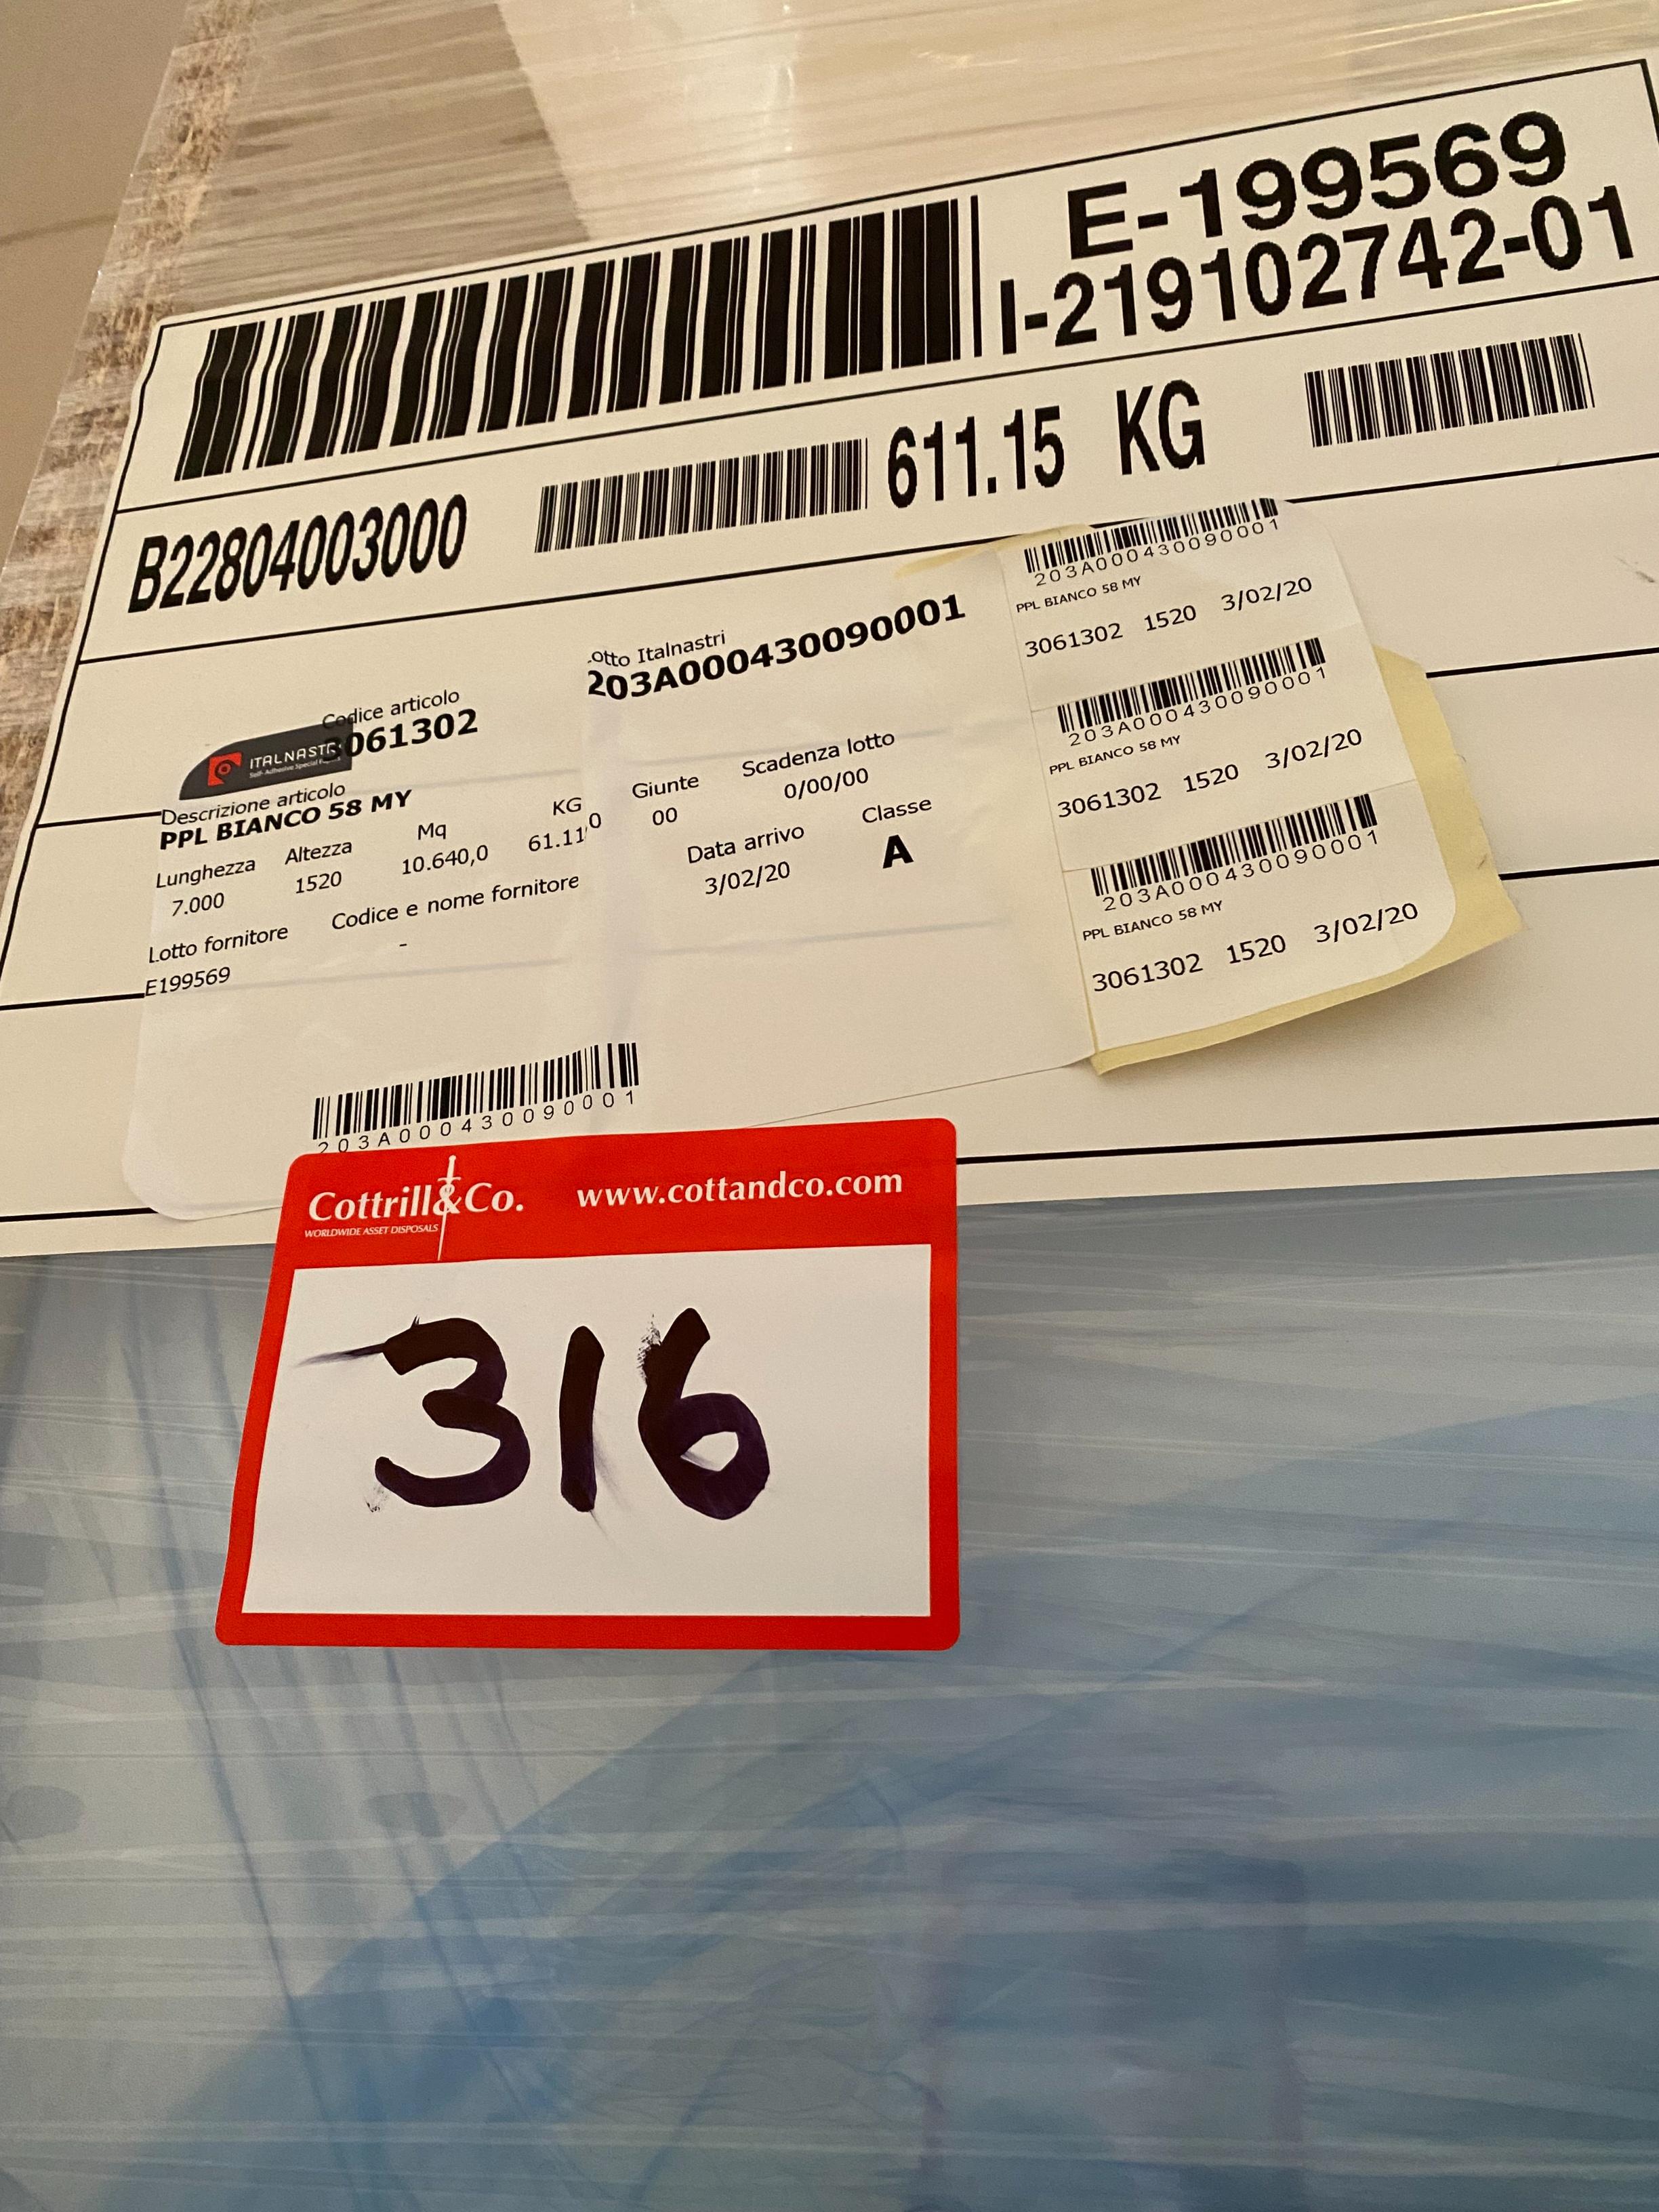 E-199569
I-219102742-01
B22804003000
611.15 KG
ITALNASTRI
Codice articolo
3061302
otto Italnastri
203A000430090001
Descrizione articolo
PPL BIANCO 58 MY
Lunghezza Altezza Mq KG Giunte Scadenza lotto
7.000 1520 10.640,0 61.110 00 0/00/00
Lotto fornitore Codice e nome fornitore Data arrivo Classe
E199569 - 3/02/20 A
203A000430090001
203A000430090001
PPL BIANCO 58 MY
3061302 1520 3/02/20
203A000430090001
PPL BIANCO 58 MY
3061302 1520 3/02/20
203A000430090001
PPL BIANCO 58 MY
3061302 1520 3/02/20
Cottrill&Co. www.cottandco.com
WORLDWIDE ASSET DISPOSALS
316